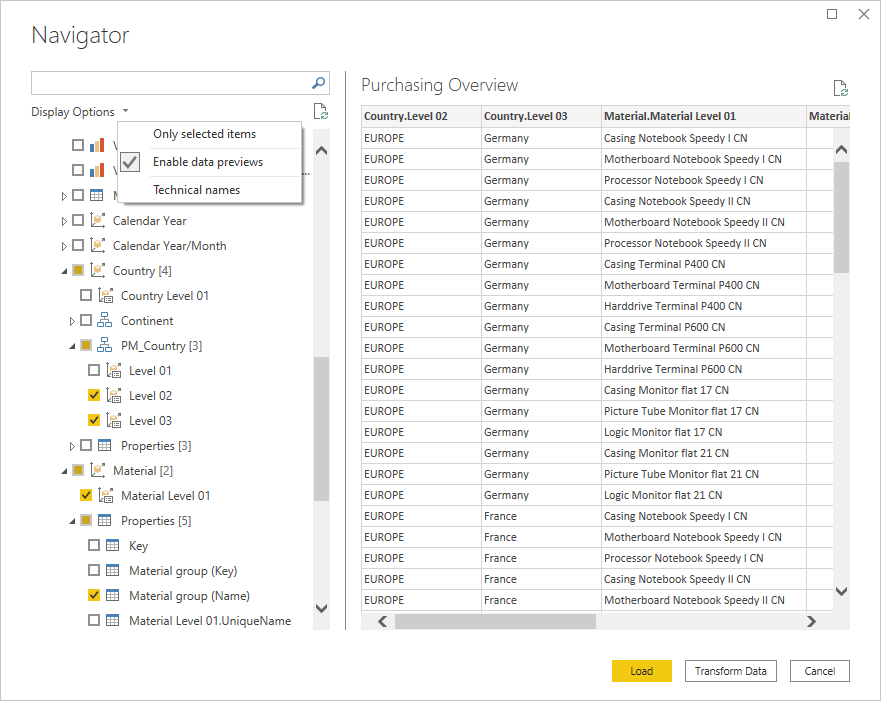 Navigator
Display Options
Only selected items
Enable data previews
Technical names
Calendar Year
Calendar Year/Month
Country [4]
Country Level 01
Continent
PM_Country [3]
Level 01
Level 02
Level 03
Properties [3]
Material [2]
Material Level 01
Properties [5]
Key
Material group (Key)
Material group (Name)
Material Level 01.UniqueName
Purchasing Overview
Country.Level 02 Country.Level 03 Material.Material Level 01 Material
EUROPE Germany Casing Notebook Speedy I CN
EUROPE Germany Motherboard Notebook Speedy I CN
EUROPE Germany Processor Notebook Speedy I CN
EUROPE Germany Casing Notebook Speedy II CN
EUROPE Germany Motherboard Notebook Speedy II CN
EUROPE Germany Processor Notebook Speedy II CN
EUROPE Germany Casing Terminal P400 CN
EUROPE Germany Motherboard Terminal P400 CN
EUROPE Germany Harddrive Terminal P400 CN
EUROPE Germany Casing Terminal P600 CN
EUROPE Germany Motherboard Terminal P600 CN
EUROPE Germany Harddrive Terminal P600 CN
EUROPE Germany Casing Monitor flat 17 CN
EUROPE Germany Picture Tube Monitor flat 17 CN
EUROPE Germany Logic Monitor flat 17 CN
EUROPE Germany Casing Monitor flat 21 CN
EUROPE Germany Picture Tube Monitor flat 21 CN
EUROPE Germany Logic Monitor flat 21 CN
EUROPE France Casing Notebook Speedy I CN
EUROPE France Motherboard Notebook Speedy I CN
EUROPE France Processor Notebook Speedy I CN
EUROPE France Casing Notebook Speedy II CN
EUROPE France Motherboard Notebook Speedy II CN
Load Transform Data Cancel